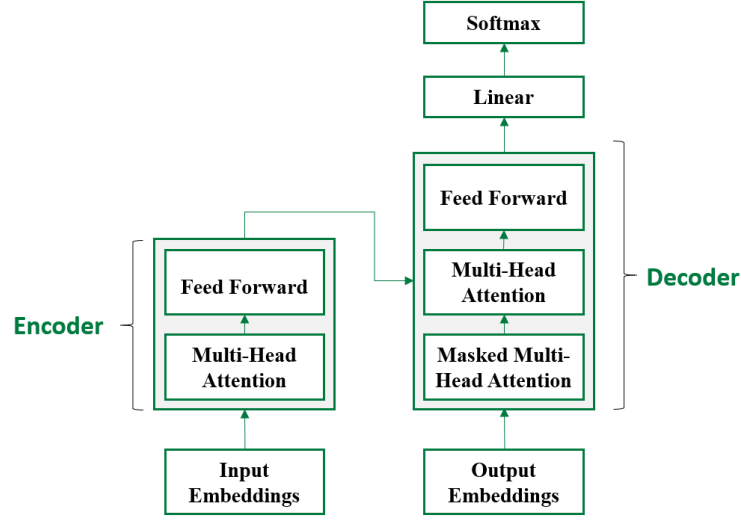 Softmax
Linear
Feed Forward
Multi-Head
Attention
Masked Multi-
Head Attention
Decoder
Output
Embeddings
Encoder
Feed Forward
Multi-Head
Attention
Input
Embeddings